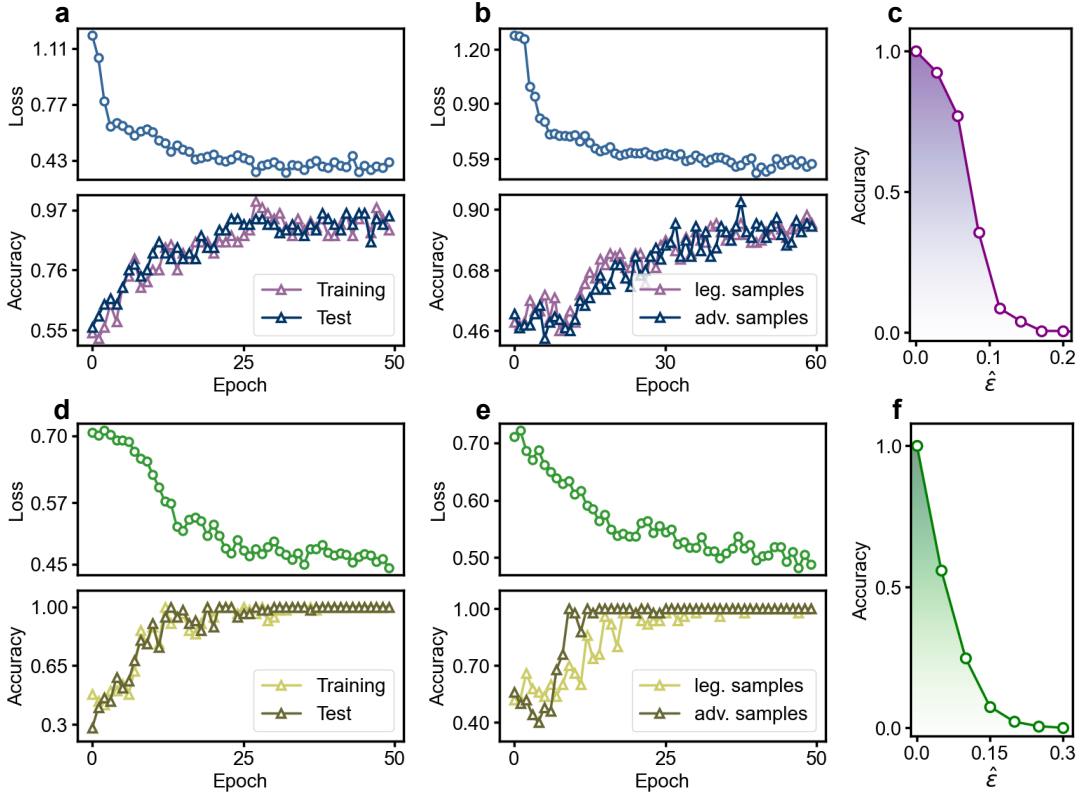 a
Loss
1.11
0.77
0.43
Accuracy
0.97
0.76
0.55
Training
Test
0
25
50
Epoch
b
Loss
1.20
0.90
0.59
Accuracy
0.90
0.68
0.46
leg. samples
adv. samples
0
30
60
Epoch
c
Accuracy
1.0
0.5
0.0
0.0
0.1
0.2
ε̂
d
Loss
0.70
0.57
0.45
Accuracy
1.00
0.65
0.3
Training
Test
0
25
50
Epoch
e
Loss
0.70
0.60
0.50
Accuracy
1.00
0.70
0.40
leg. samples
adv. samples
0
25
50
Epoch
f
Accuracy
1.0
0.5
0.0
0.0
0.15
0.3
ε̂